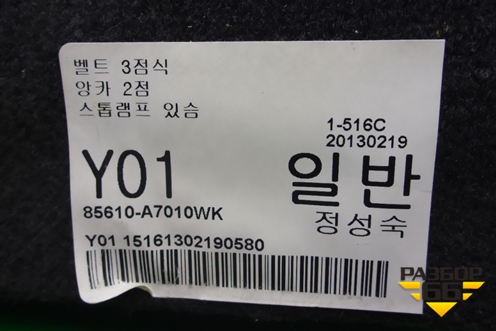 벨트 3점식
앙카 2점
스톱램프 있슴
1-516C
20130219
Y01
일반
85610-A7010WK
정성숙
Y01 15161302190580
РАЗБОР
66